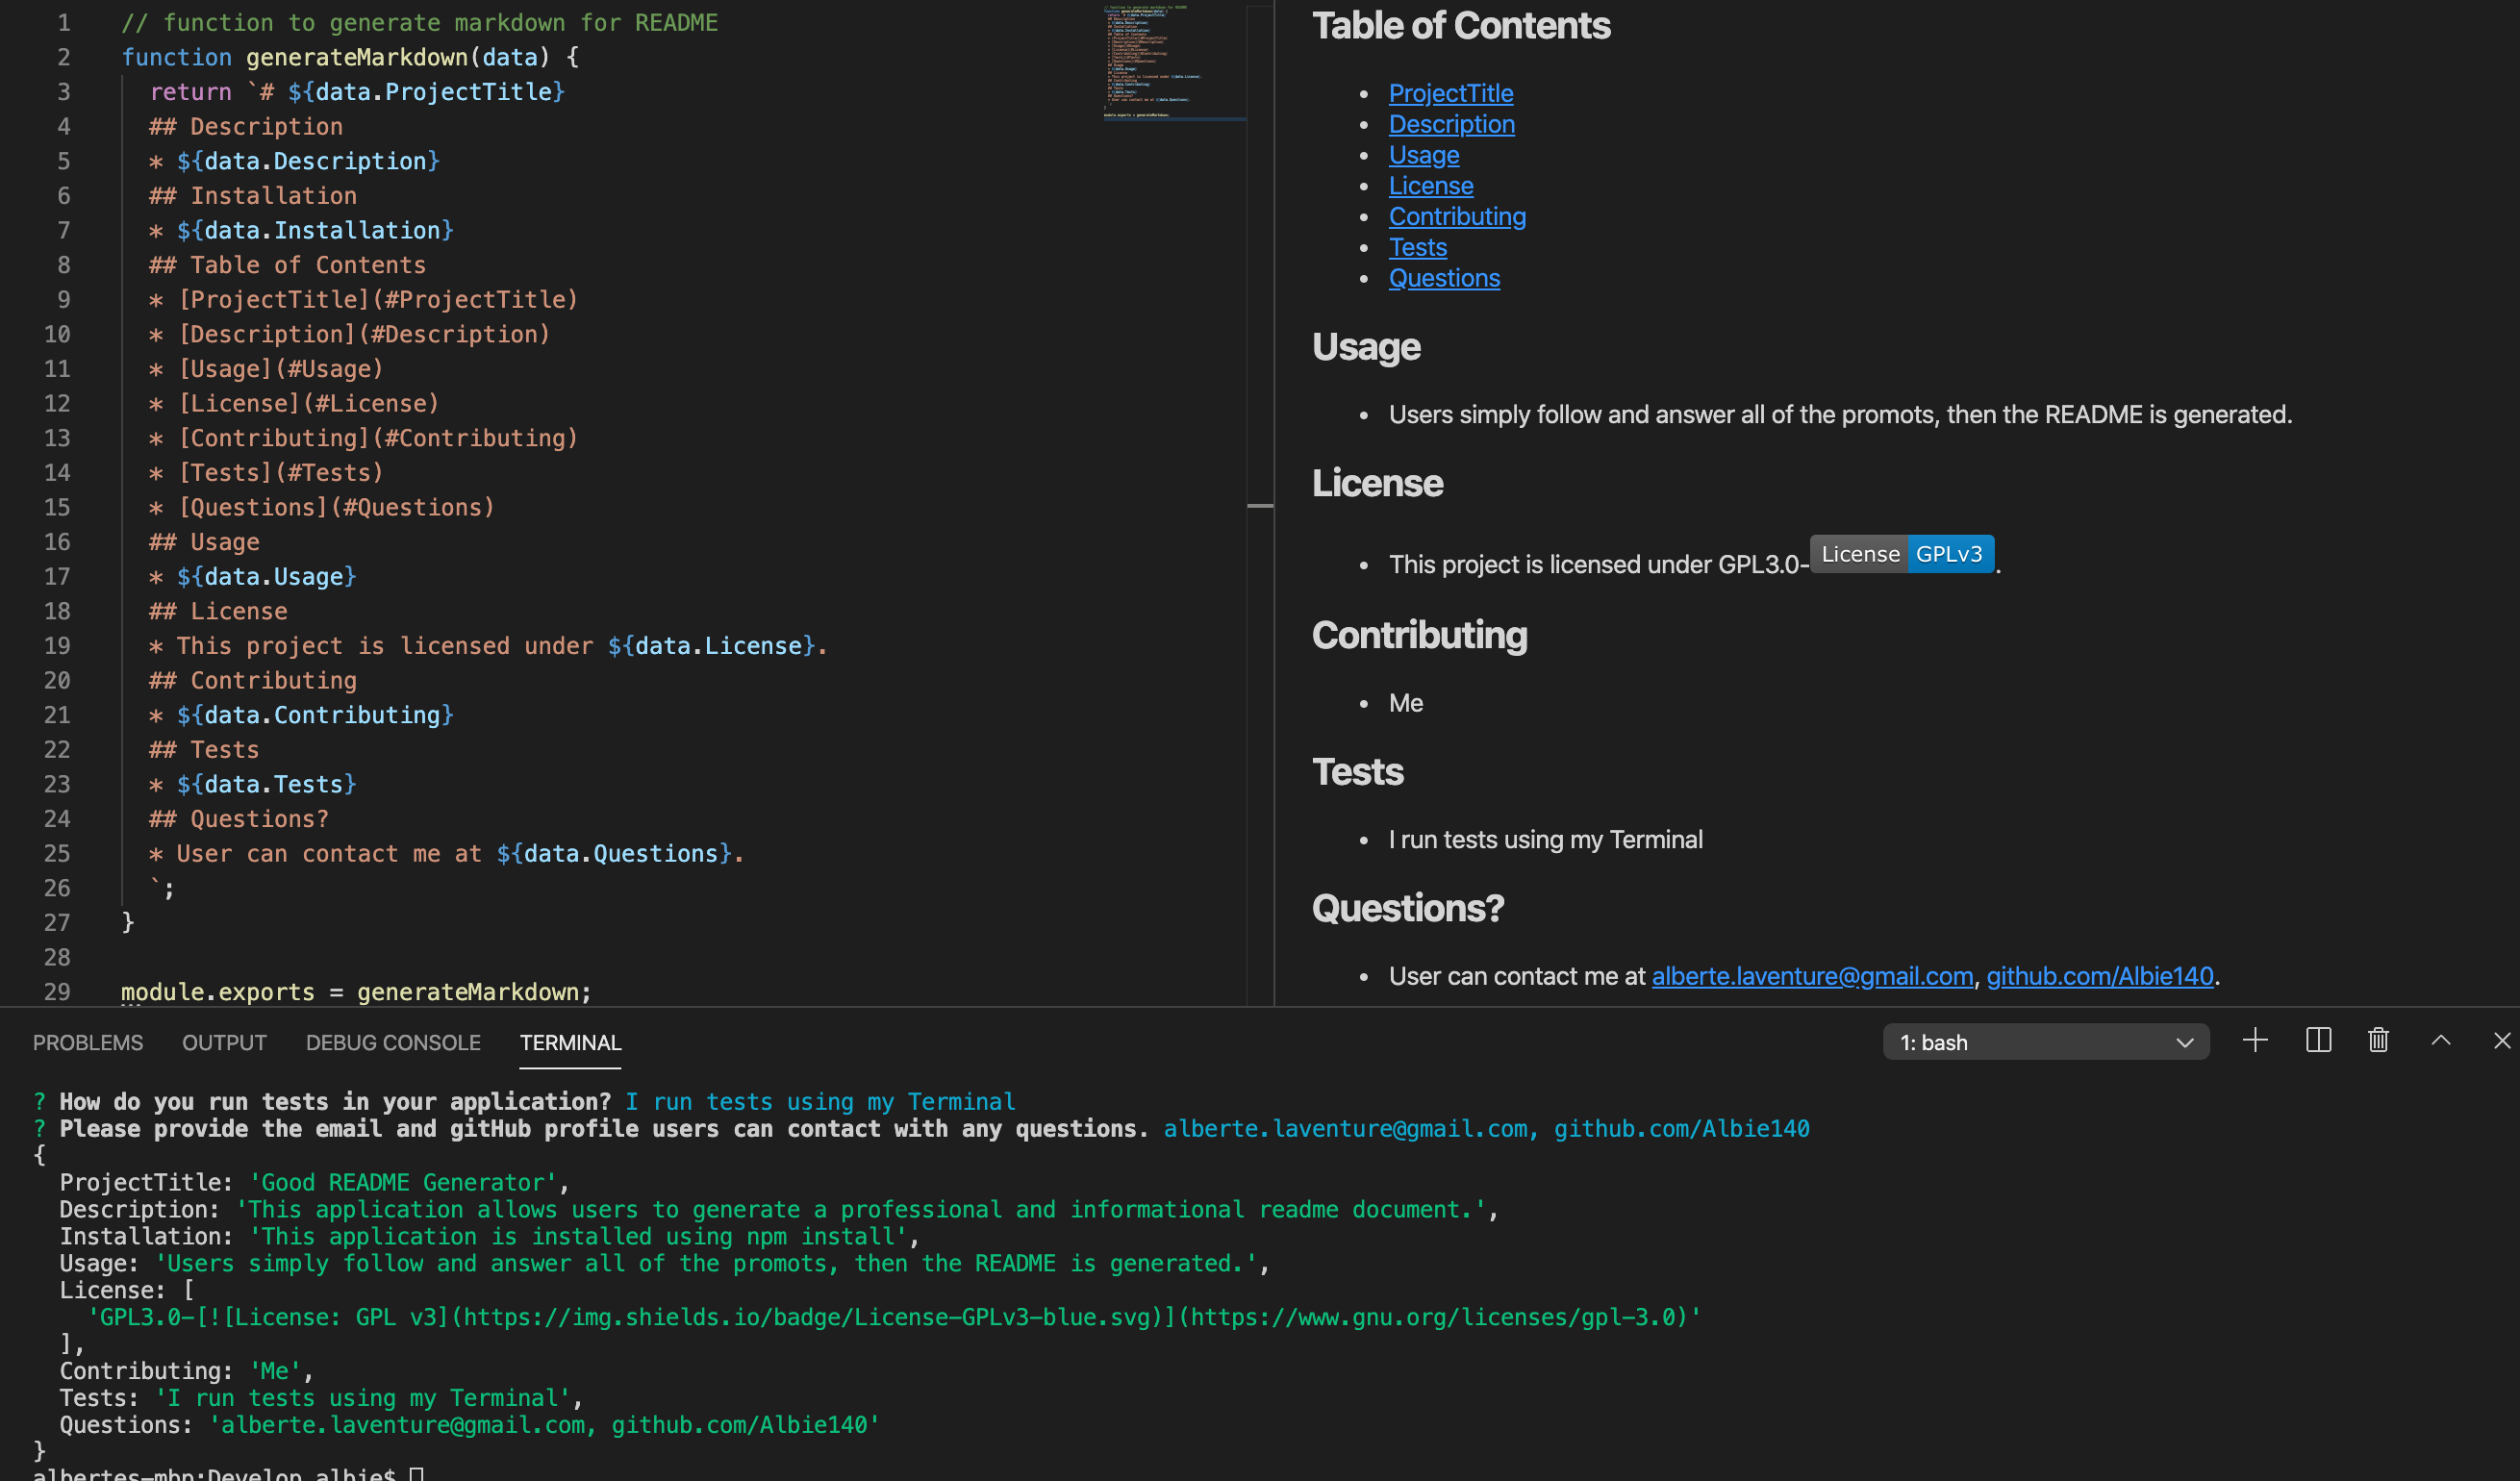 1 // function to generate markdown for README
2 function generateMarkdown(data) {
3 return `# ${data.ProjectTitle}
4 ## Description
5 * ${data.Description}
6 ## Installation
7 * ${data.Installation}
8 ## Table of Contents
9 * [ProjectTitle](#ProjectTitle)
10 * [Description](#Description)
11 * [Usage](#Usage)
12 * [License](#License)
13 * [Contributing](#Contributing)
14 * [Tests](#Tests)
15 * [Questions](#Questions)
16 ## Usage
17 * ${data.Usage}
18 ## License
19 * This project is licensed under ${data.License}.
20 ## Contributing
21 * ${data.Contributing}
22 ## Tests
23 * ${data.Tests}
24 ## Questions?
25 * User can contact me at ${data.Questions}.
26 `;
27 }
28
29 module.exports = generateMarkdown;
Table of Contents
• ProjectTitle
• Description
• Usage
• License
• Contributing
• Tests
• Questions
Usage
• Users simply follow and answer all of the promots, then the README is generated.
License
• This project is licensed under GPL3.0-License GPLv3.
Contributing
• Me
Tests
• I run tests using my Terminal
Questions?
• User can contact me at alberte.laventure@gmail.com, github.com/Albie140.
PROBLEMS OUTPUT DEBUG CONSOLE TERMINAL 1: bash
? How do you run tests in your application? I run tests using my Terminal
? Please provide the email and gitHub profile users can contact with any questions. alberte.laventure@gmail.com, github.com/Albie140
{
ProjectTitle: 'Good README Generator',
Description: 'This application allows users to generate a professional and informational readme document.',
Installation: 'This application is installed using npm install',
Usage: 'Users simply follow and answer all of the promots, then the README is generated.',
License: [
'GPL3.0-[![License: GPL v3](https://img.shields.io/badge/License-GPLv3-blue.svg)](https://www.gnu.org/licenses/gpl-3.0)'
],
Contributing: 'Me',
Tests: 'I run tests using my Terminal',
Questions: 'alberte.laventure@gmail.com, github.com/Albie140'
}
albertes-mbp:Develop albie$